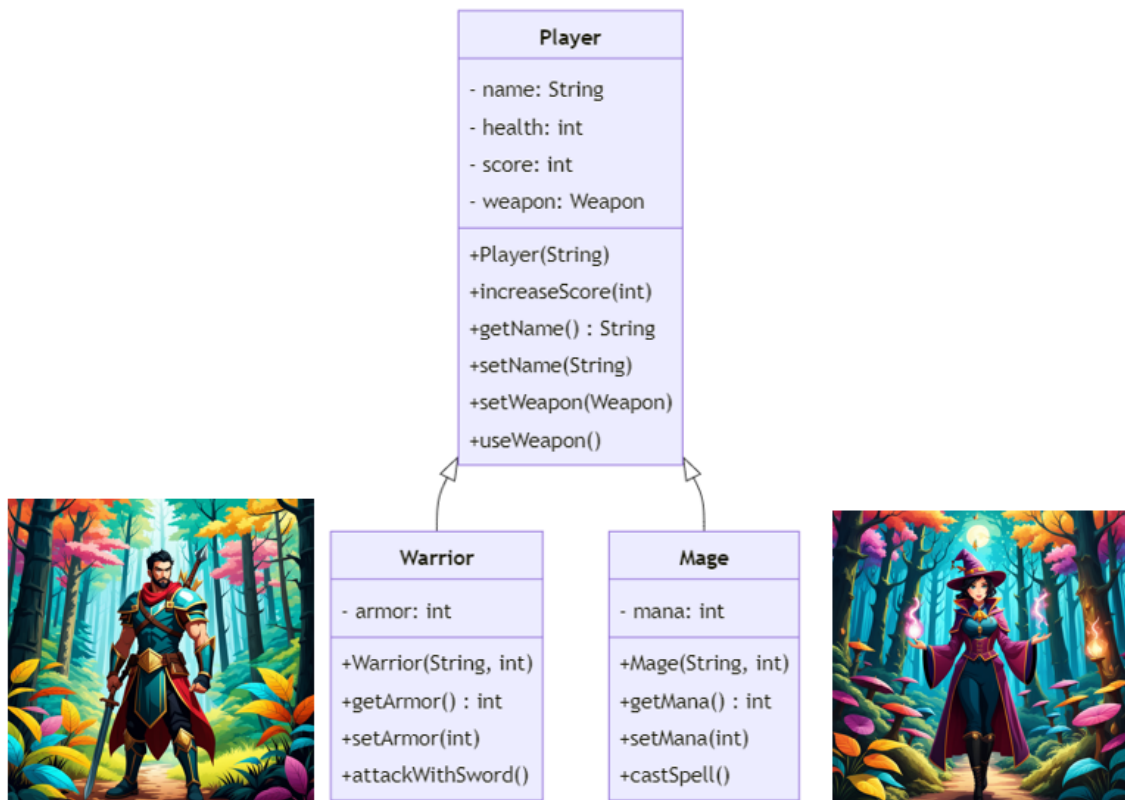 Player
- name: String
- health: int
- score: int
- weapon: Weapon
+Player(String)
+increaseScore(int)
+getName() : String
+setName(String)
+setWeapon(Weapon)
+useWeapon()
Warrior
- armor: int
+Warrior(String, int)
+getArmor() : int
+setArmor(int)
+attackWithSword()
Mage
- mana: int
+Mage(String, int)
+getMana() : int
+setMana(int)
+castSpell()